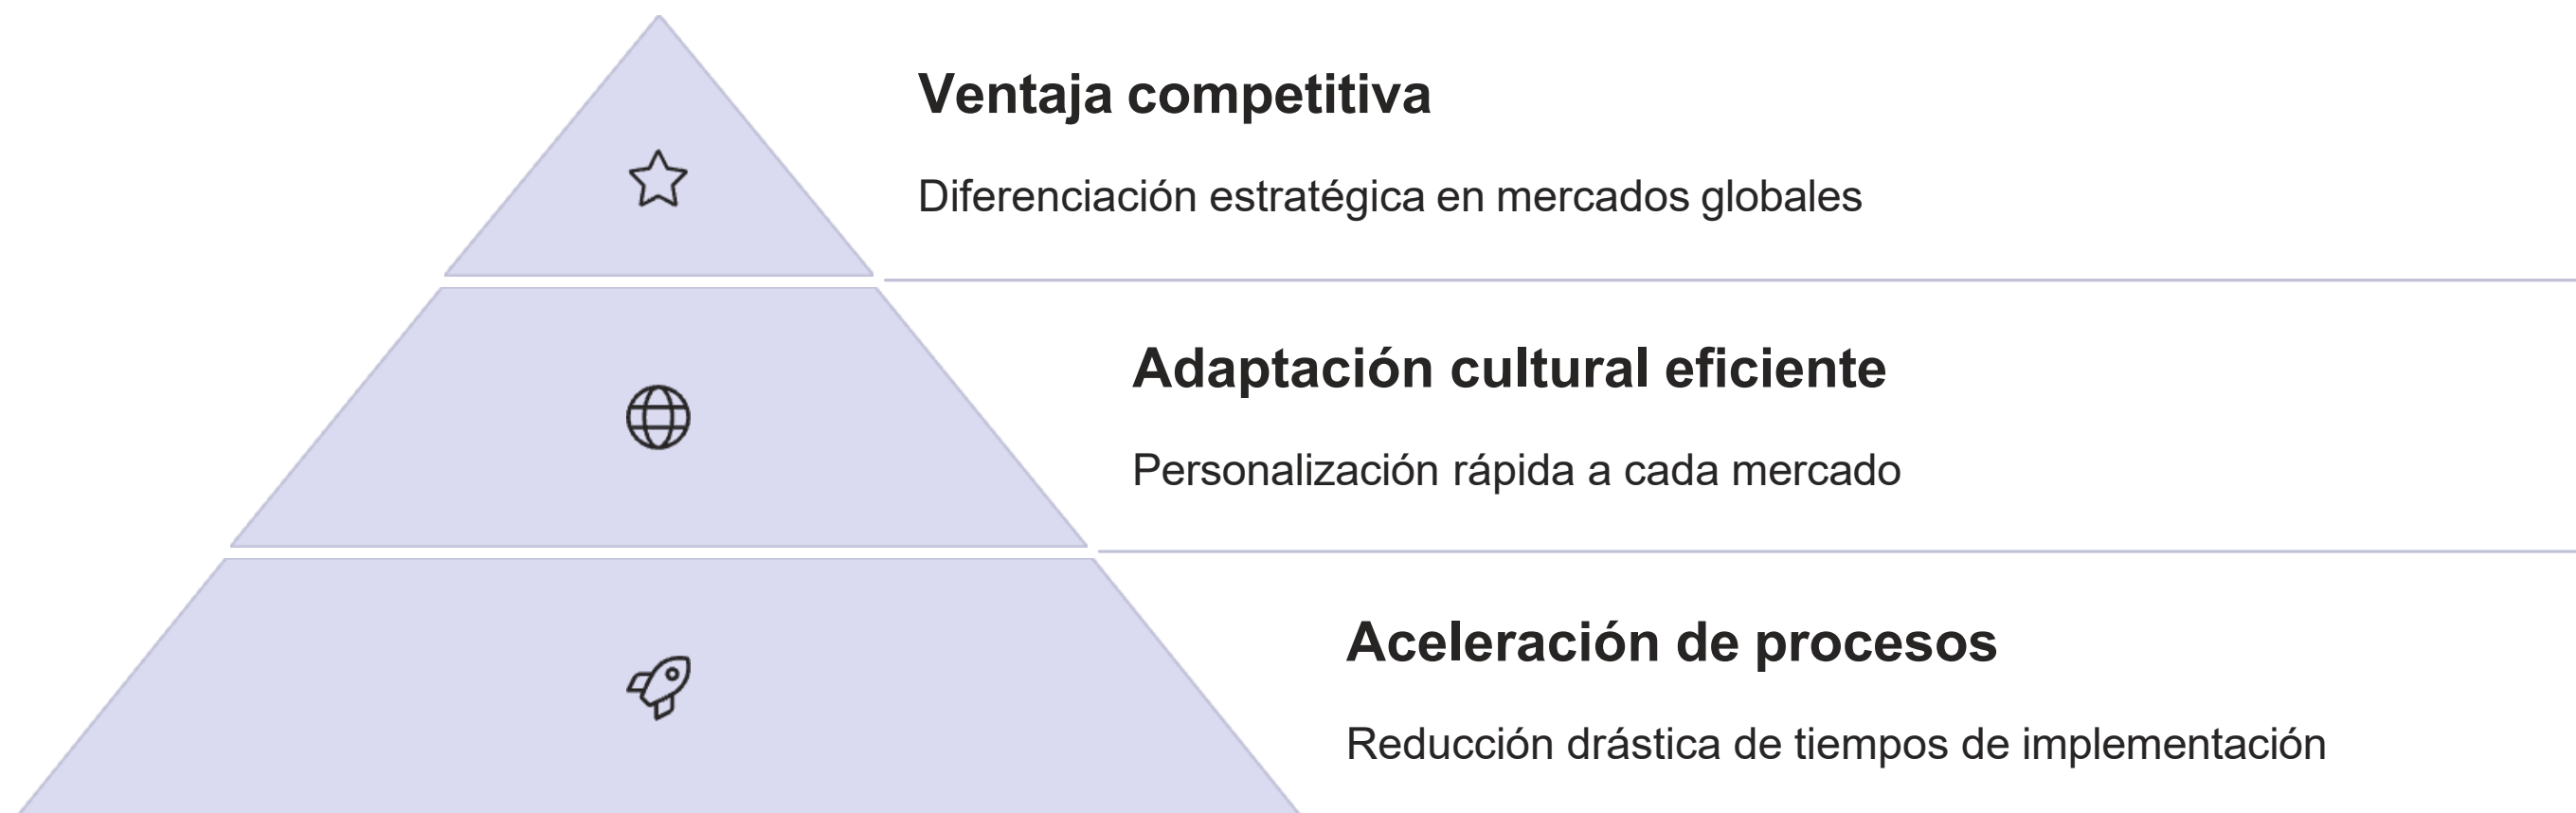 Ventaja competitiva
Diferenciación estratégica en mercados globales
Adaptación cultural eficiente
Personalización rápida a cada mercado
Aceleración de procesos
Reducción drástica de tiempos de implementación